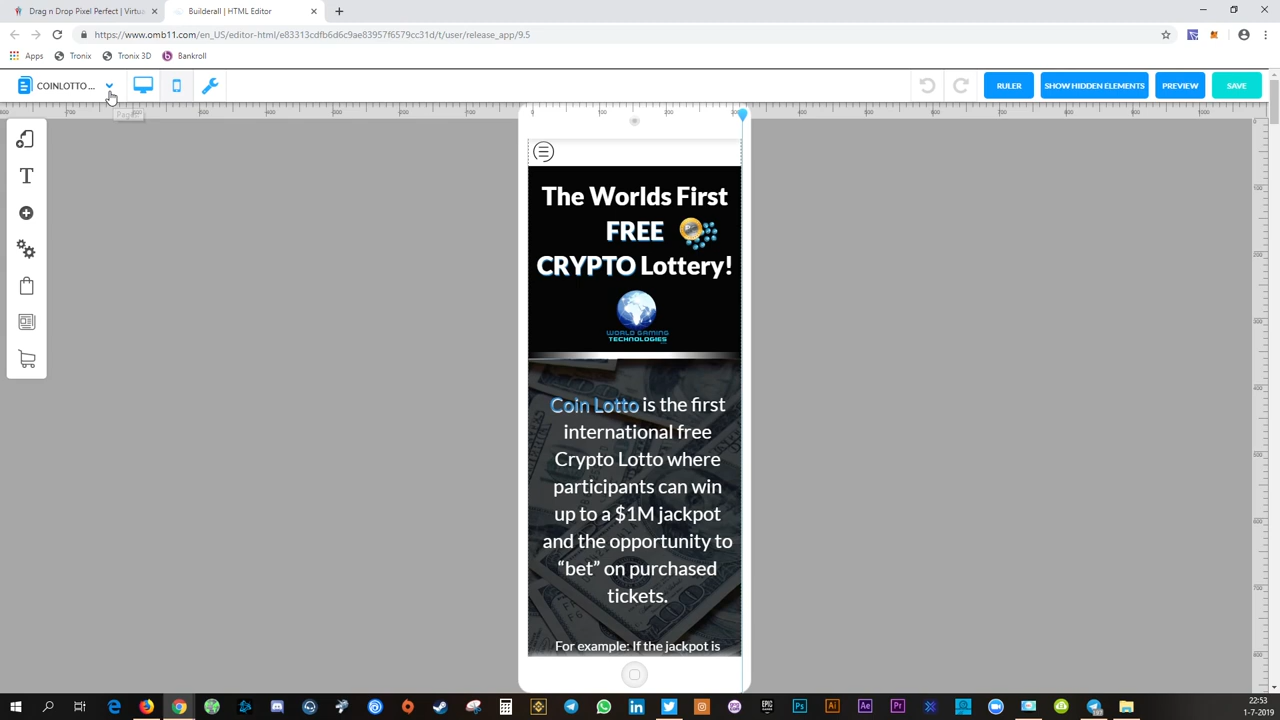 Drag n Drop Pixel Perfect | Virtu
Builderall | HTML Editor
https://www.omb11.com/en_US/editor-html/e83313cdfb6d6c9ae83957f6579cc31d/t/user/release_app/9.5
Apps
Tronix
Tronix 3D
Bankroll
COINLOTTO ...
RULER
SHOW HIDDEN ELEMENTS
PREVIEW
SAVE
The Worlds First
FREE
CRYPTO Lottery!
WORLD GAMING
TECHNOLOGIES
Coin Lotto is the first
international free
Crypto Lotto where
participants can win
up to a $1M jackpot
and the opportunity to
“bet” on purchased
tickets.
For example: If the jackpot is
22:53
1-7-2019